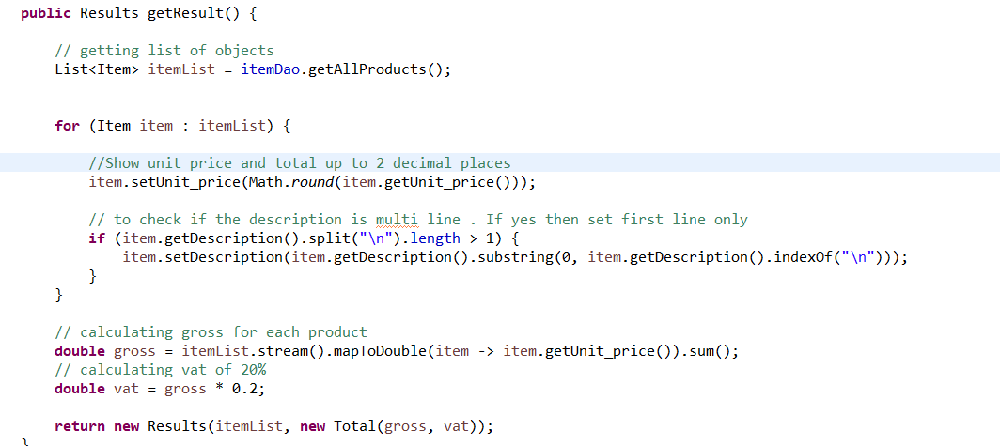 public Results getResult() {
// getting list of objects
List<Item> itemList = itemDao.getAllProducts();
for (Item item : itemList) {
//Show unit price and total up to 2 decimal places
item.setUnit_price(Math.round(item.getUnit_price()));
// to check if the description is multi line . If yes then set first line only
if (item.getDescription().split("\n").length > 1) {
item.setDescription(item.getDescription().substring(0, item.getDescription().indexOf("\n")));
}
}
// calculating gross for each product
double gross = itemList.stream().mapToDouble(item -> item.getUnit_price()).sum();
// calculating vat of 20%
double vat = gross * 0.2;
return new Results(itemList, new Total(gross, vat));
}